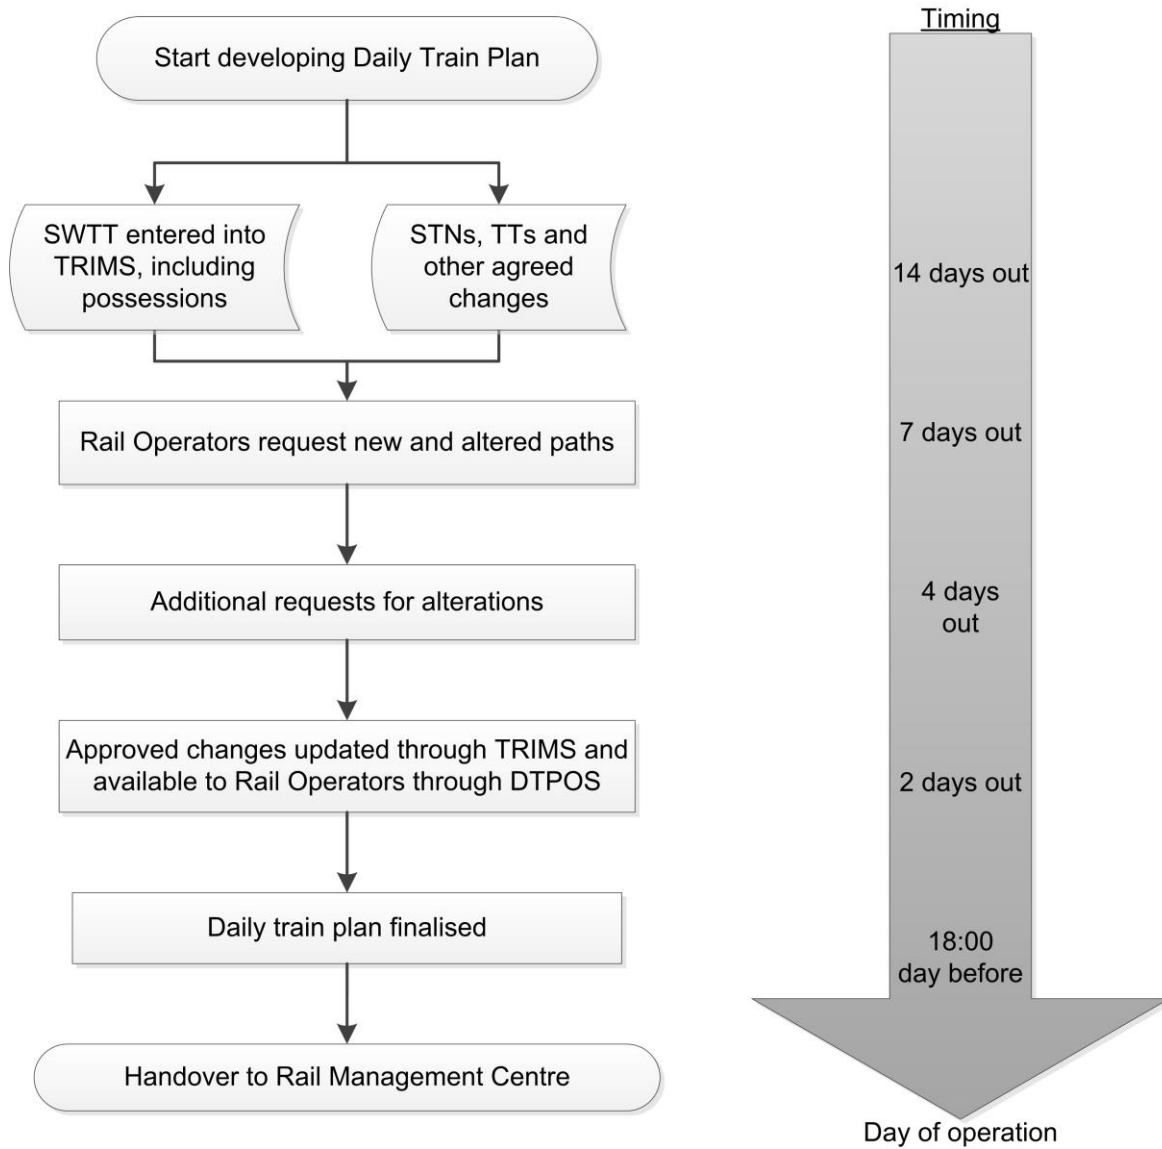 Timing
Start developing Daily Train Plan
SWTT entered into
TRIMS, including
possessions
STNs, TTs and
other agreed
changes
14 days out
Rail Operators request new and altered paths
7 days out
Additional requests for alterations
4 days
out
Approved changes updated through TRIMS and
available to Rail Operators through DTPOS
2 days out
Daily train plan finalised
18:00
day before
Handover to Rail Management Centre
Day of operation